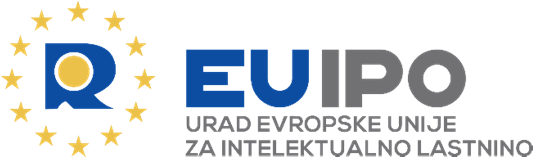 EUIPO
URAD EVROPSKE UNIJE
ZA INTELEKTUALNO LASTNINO